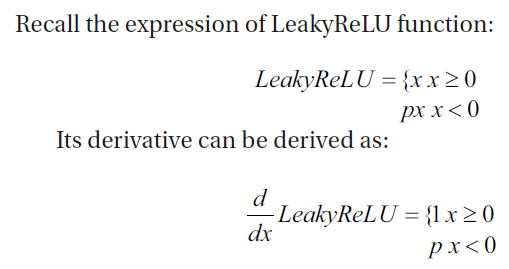 Recall the expression of LeakyReLU function:
LeakyReLU = {x x ≥ 0
px x < 0
Its derivative can be derived as:
d/dx LeakyReLU = {1 x ≥ 0
p x < 0